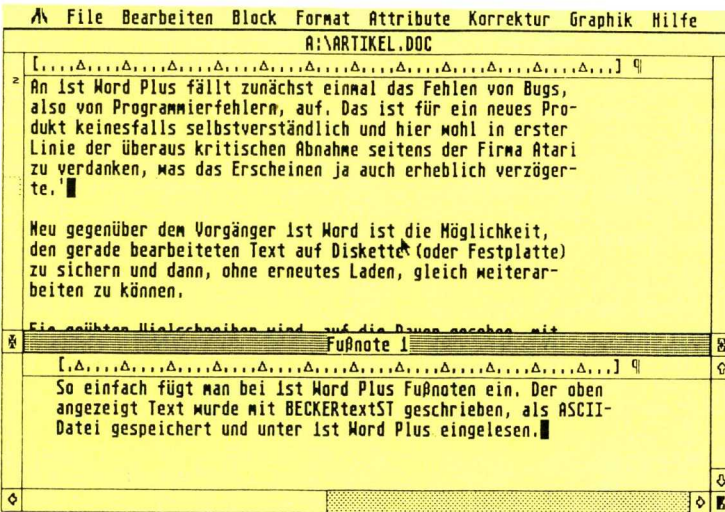 File Bearbeiten Block Format Attribute Korrektur Graphik Hilfe
A:\ARTIKEL.DOC
2
An 1st Word Plus fällt zunächst einmal das Fehlen von Bugs,
also von Programmierfehlern, auf. Das ist für ein neues Pro-
dukt keinesfalls selbstverständlich und hier wohl in erster
Linie der überaus kritischen Abnahme seitens der Firma Atari
zu verdanken, was das Erscheinen ja auch erheblich verzöger-
te.'
Neu gegenüber dem Vorgänger 1st Word ist die Möglichkeit,
den gerade bearbeiteten Text auf Diskette (oder Festplatte)
zu sichern und dann, ohne erneutes Laden, gleich weiterar-
beiten zu können.
Fußnote 1
So einfach fügt man bei 1st Word Plus Fußnoten ein. Der oben
angezeigt Text wurde mit BECKERtextST geschrieben, als ASCII-
Datei gespeichert und unter 1st Word Plus eingelesen.